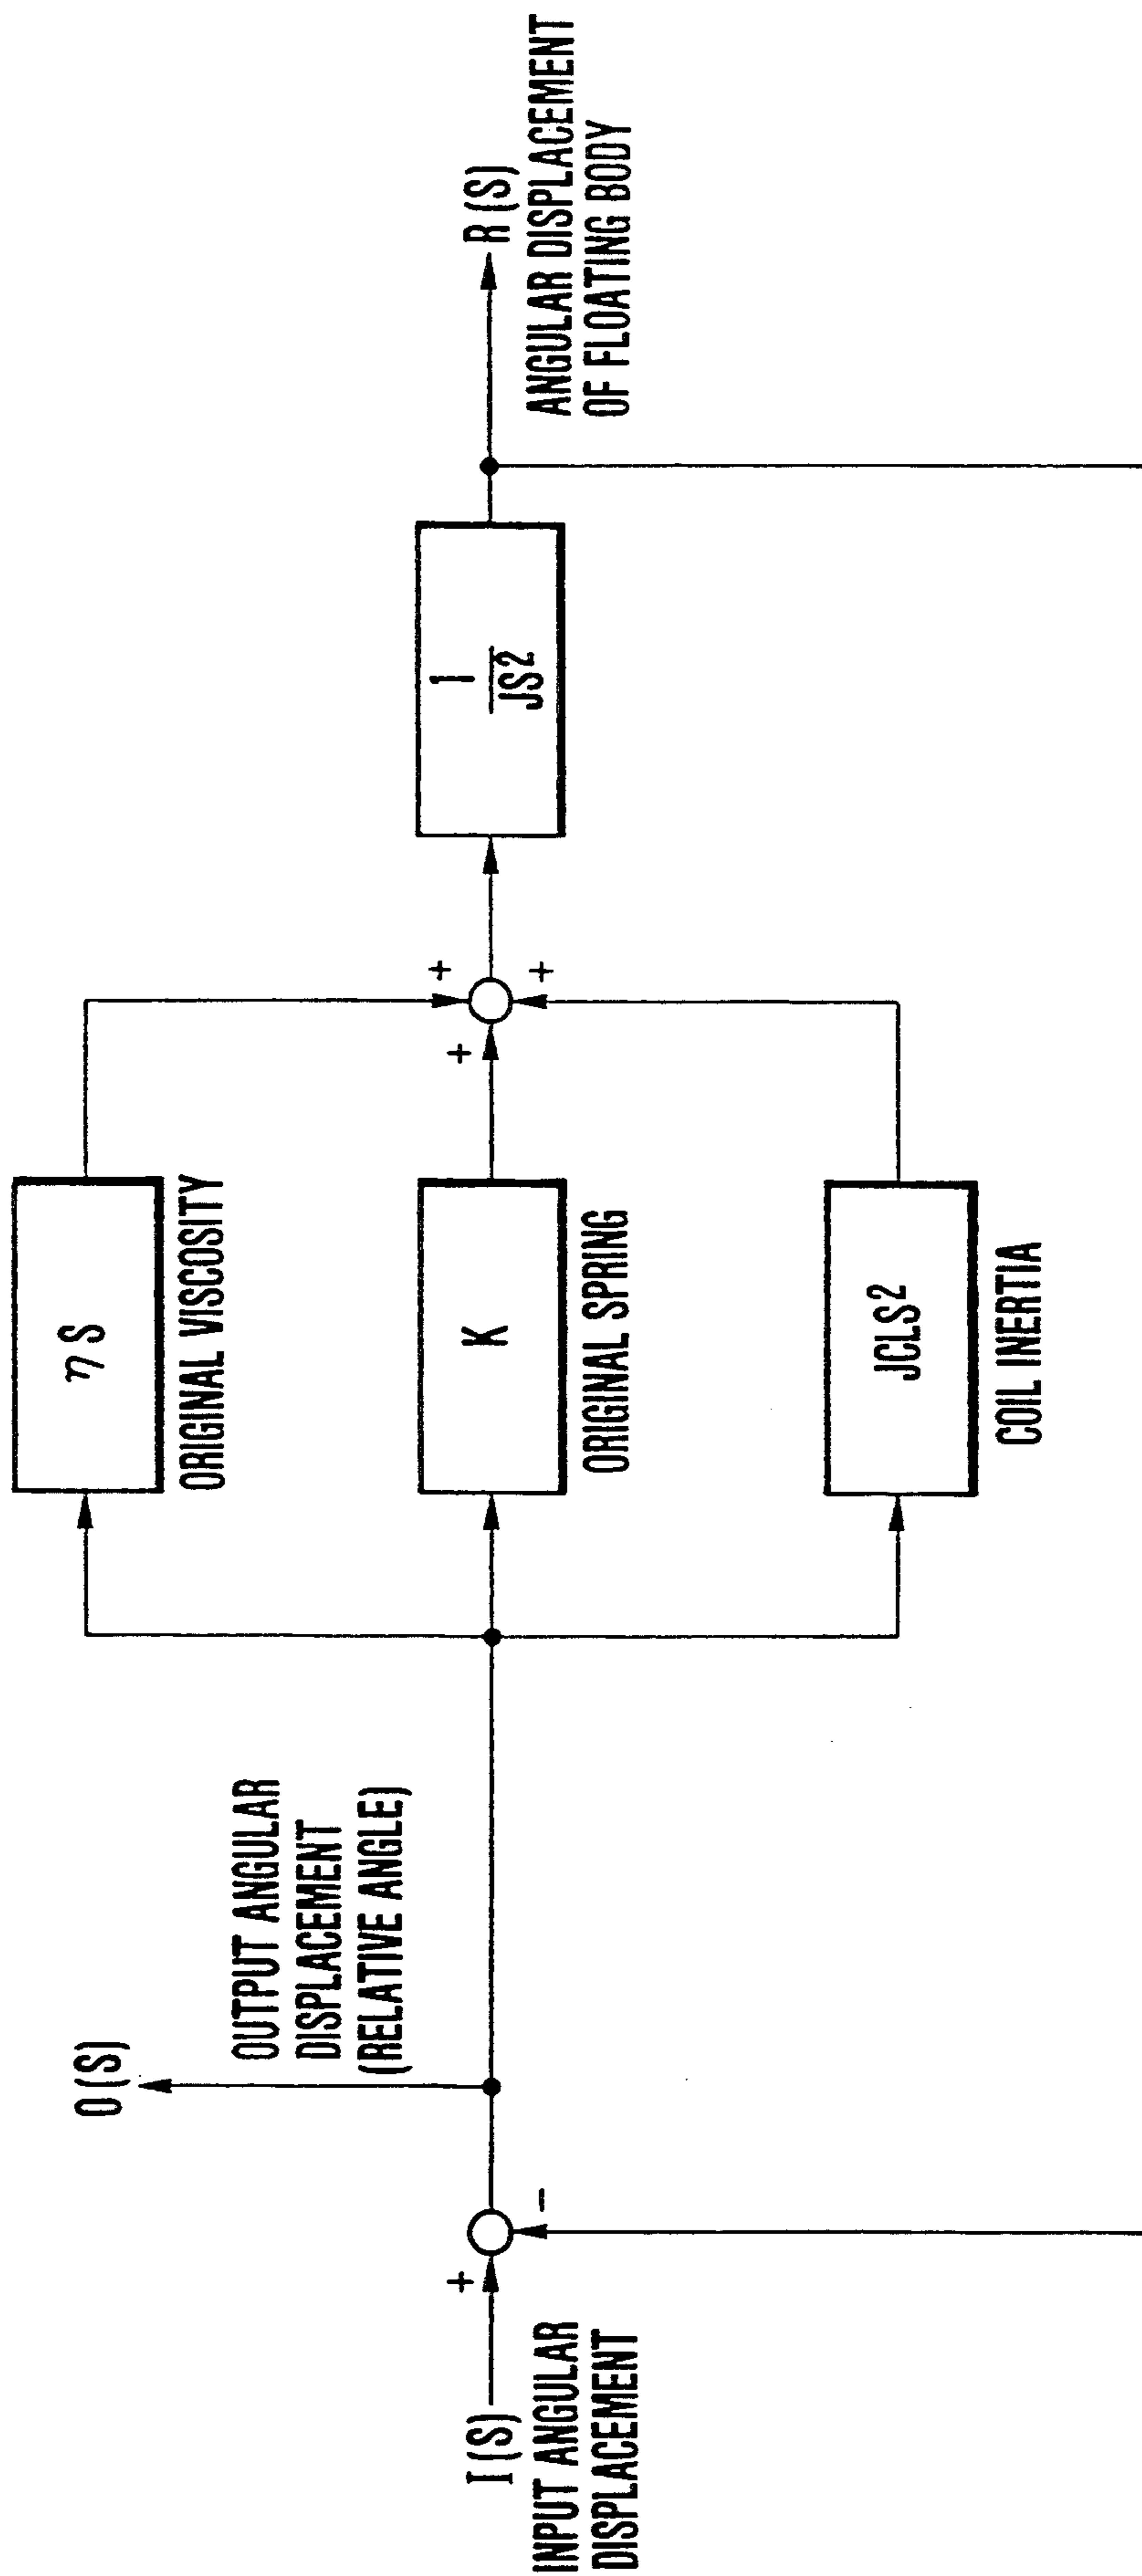 O(S)
OUTPUT ANGULAR
DISPLACEMENT
(RELATIVE ANGLE)
I(S)
INPUT ANGULAR
DISPLACEMENT
+
-
ηS
ORIGINAL VISCOSITY
K
ORIGINAL SPRING
JCLS²
COIL INERTIA
+
+
+
1
JS²
R(S)
ANGULAR DISPLACEMENT
OF FLOATING BODY